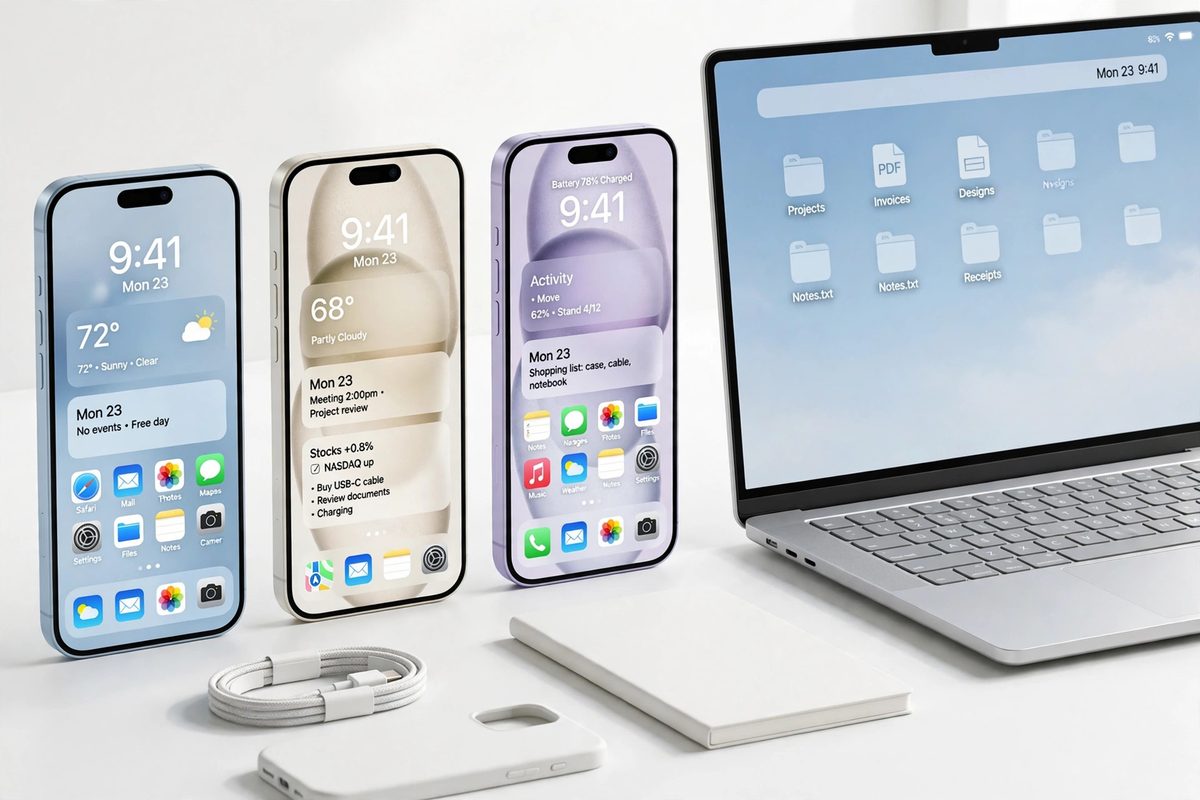 9:41
Mon 23
72°
72° • Sunny • Clear
Mon 23
No events • Free day
Safari
Mail
Photos
Maps
Settings
Files
Notes
Camer
9:41
Mon 23
68°
Partly Cloudy
Mon 23
Meeting 2:00pm •
Project review
Stocks +0.8%
NASDAQ up
• Buy USB-C cable
• Review documents
• Charging
Battery 78% Charged
9:41
Activity
• Move
62% • Stand 4/12
Mon 23
Shopping list: case, cable,
notebook
Notes
Files
Music
Weather
Notes
Settings
80%
Mon 23 9:41
Projects
PDF
Invoices
Designs
Notes.txt
Notes.txt
Receipts